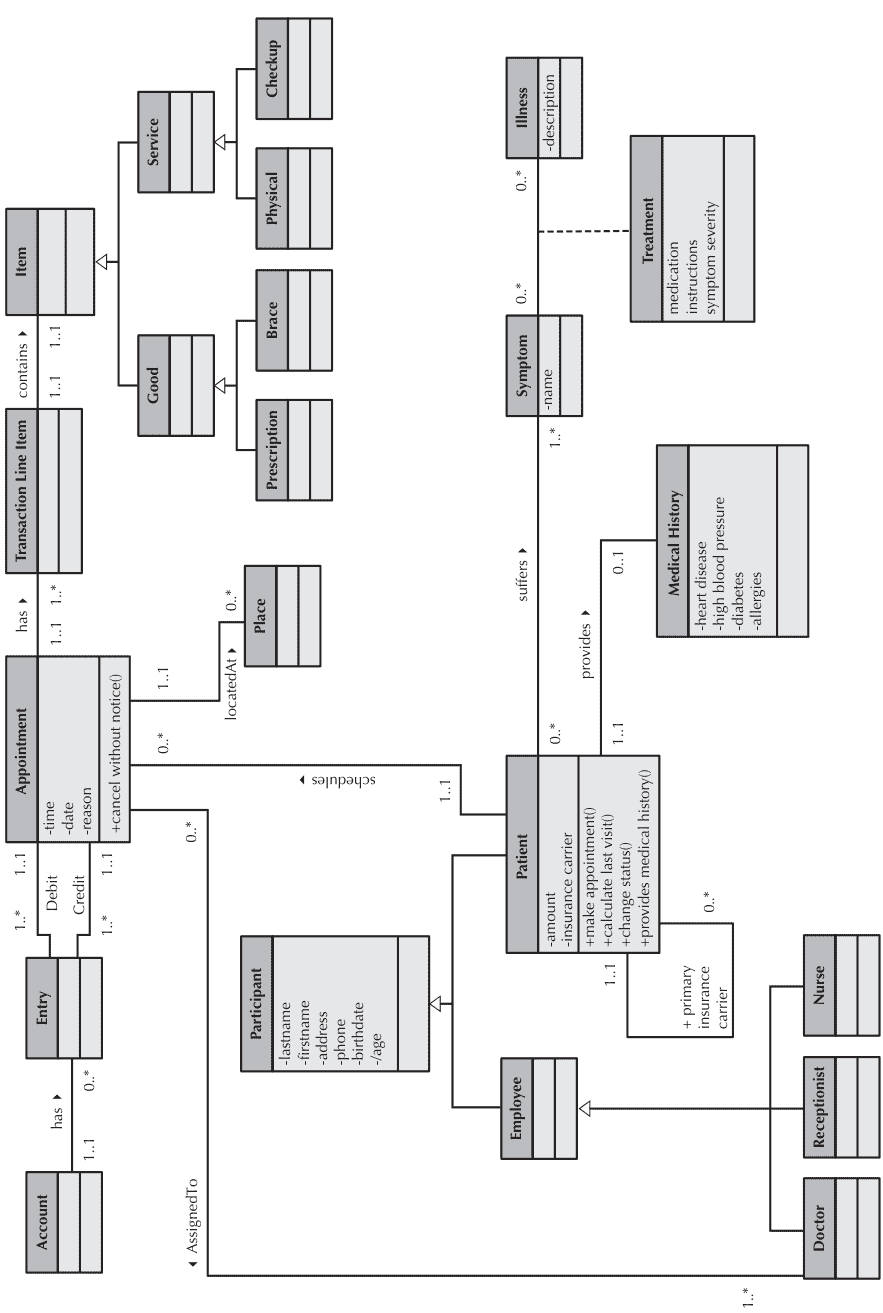 Account
has ▸
1..1
0..*
Entry
1..*
1..1
Debit
Credit
1..*
1..1
Appointment
-time
-date
-reason
+cancel without notice()
has ▸
1..1
1..*
Transaction Line Item
contains ▸
1..1
1..1
Item
Good
Service
Prescription
Brace
Physical
Checkup
1..1
locatedAt ▸
0..*
Place
◂ AssignedTo
0..*
1..*
0..*
schedules ▸
1..1
Participant
-lastname
-firstname
-address
-phone
-birthdate
-/age
Employee
Doctor
Receptionist
Nurse
Patient
-amount
-insurance carrier
+make appointment()
+calculate last visit()
+change status()
+provides medical history()
1..1
0..*
+ primary
insurance
carrier
0..*
suffers ▸
1..*
1..1
provides ▸
0..1
Medical History
-heart disease
-high blood pressure
-diabetes
-allergies
Symptom
-name
0..*
0..*
Illness
-description
Treatment
medication
instructions
symptom severity